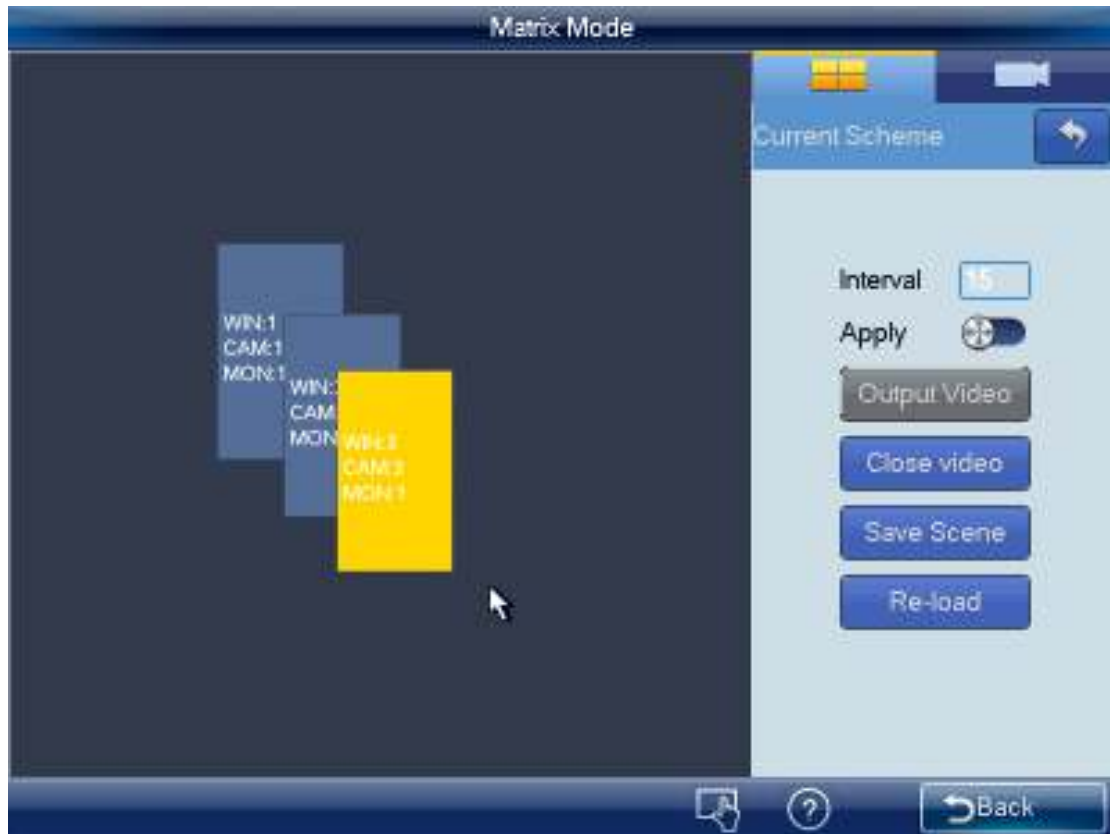 Matrix Mode
Current Scheme
Interval 15
Apply
WIN:1
CAM:1
MON:1
WIN:
CAM
MON
WIN:3
CAM:3
MON:1
Output Video
Close video
Save Scene
Re-load
?
Back